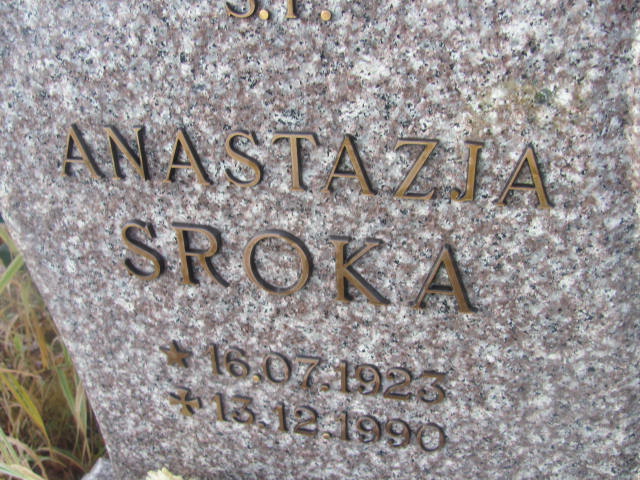 Ś.P.
ANASTAZJA
SROKA
★ 16.07.1923
✠ 13.12.1990